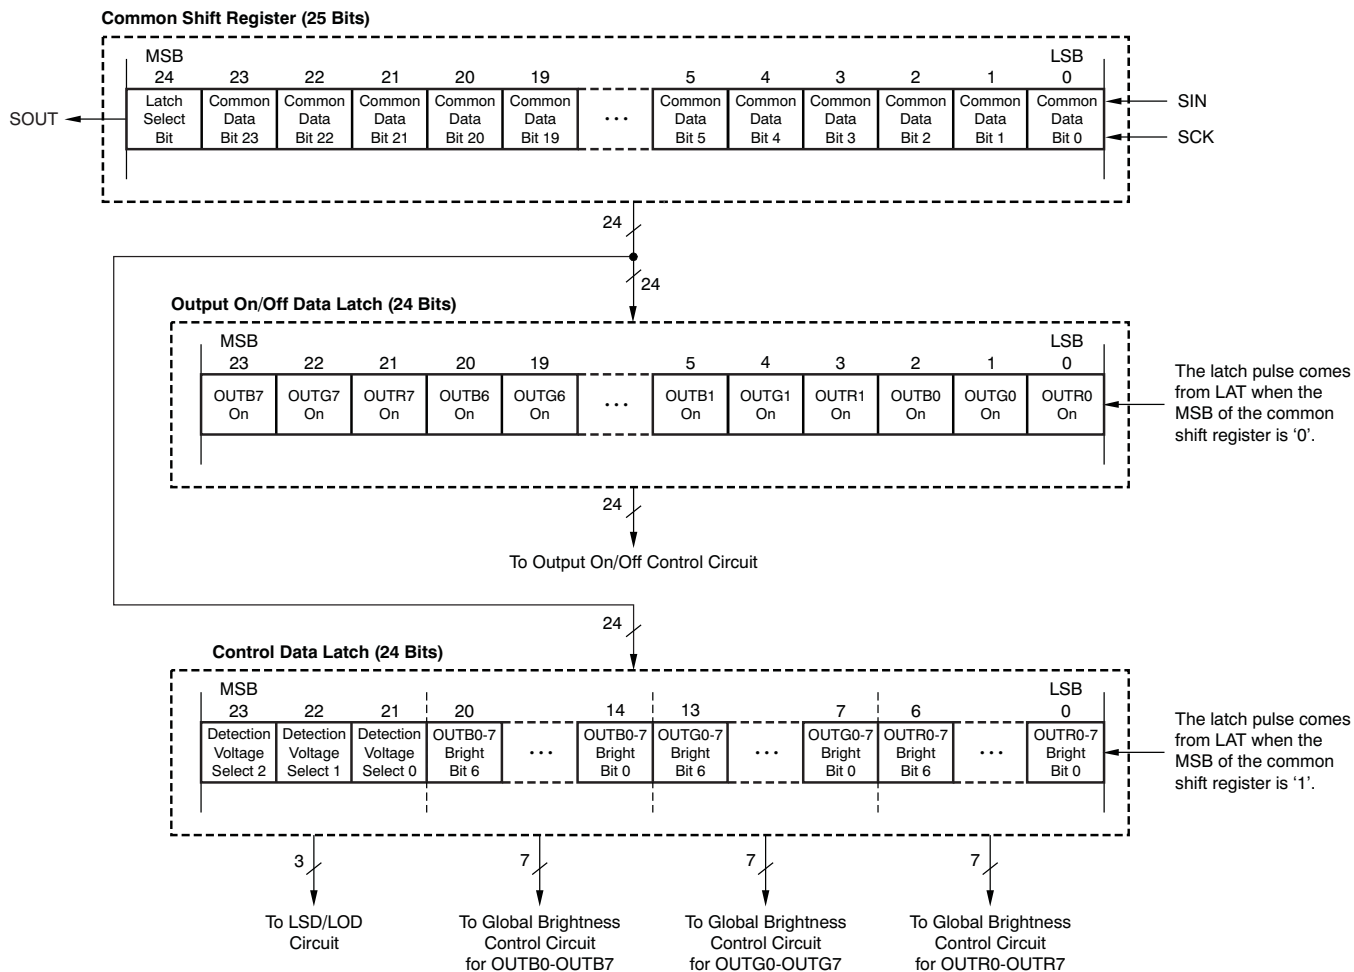 Common Shift Register (25 Bits)
MSB LSB
24 23 22 21 20 19 5 4 3 2 1 0
Latch Common Common Common Common Common Common Common Common Common Common Common
Select Data Data Data Data Data ... Data Data Data Data Data Data
Bit Bit 23 Bit 22 Bit 21 Bit 20 Bit 19 Bit 5 Bit 4 Bit 3 Bit 2 Bit 1 Bit 0
SOUT
SIN
SCK
24
24
Output On/Off Data Latch (24 Bits)
MSB LSB
23 22 21 20 19 5 4 3 2 1 0
OUTB7 OUTG7 OUTR7 OUTB6 OUTG6 ... OUTB1 OUTG1 OUTR1 OUTB0 OUTG0 OUTR0
On On On On On On On On On On On
The latch pulse comes
from LAT when the
MSB of the common
shift register is ‘0’.
24
To Output On/Off Control Circuit
24
Control Data Latch (24 Bits)
MSB LSB
23 22 21 20 14 13 7 6 0
Detection Detection Detection OUTB0-7 OUTB0-7 OUTG0-7 OUTG0-7 OUTR0-7 OUTR0-7
Voltage Voltage Voltage Bright ... Bright Bright ... Bright Bright ... Bright
Select 2 Select 1 Select 0 Bit 6 Bit 0 Bit 6 Bit 0 Bit 6 Bit 0
The latch pulse comes
from LAT when the
MSB of the common
shift register is ‘1’.
3 7 7 7
To LSD/LOD
Circuit
To Global Brightness
Control Circuit
for OUTB0-OUTB7
To Global Brightness
Control Circuit
for OUTG0-OUTG7
To Global Brightness
Control Circuit
for OUTR0-OUTR7